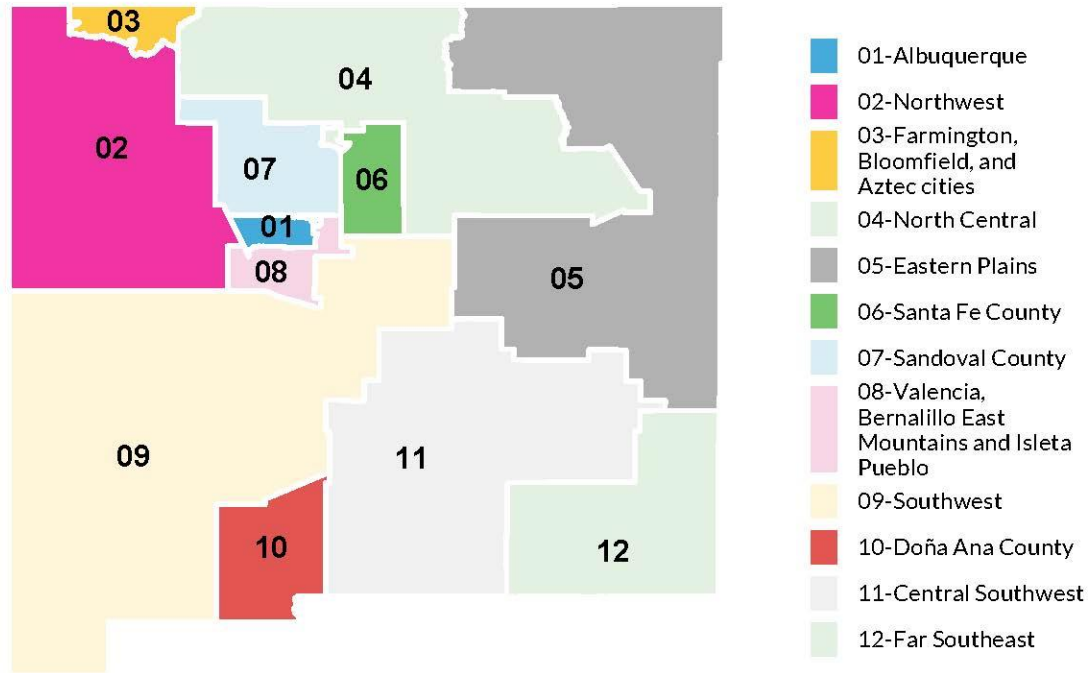 03
04
02
07
06
01
08
05
09
11
10
12
01-Albuquerque
02-Northwest
03-Farmington,
Bloomfield, and
Aztec cities
04-North Central
05-Eastern Plains
06-Santa Fe County
07-Sandoval County
08-Valencia,
Bernalillo East
Mountains and Isleta
Pueblo
09-Southwest
10-Doña Ana County
11-Central Southwest
12-Far Southeast